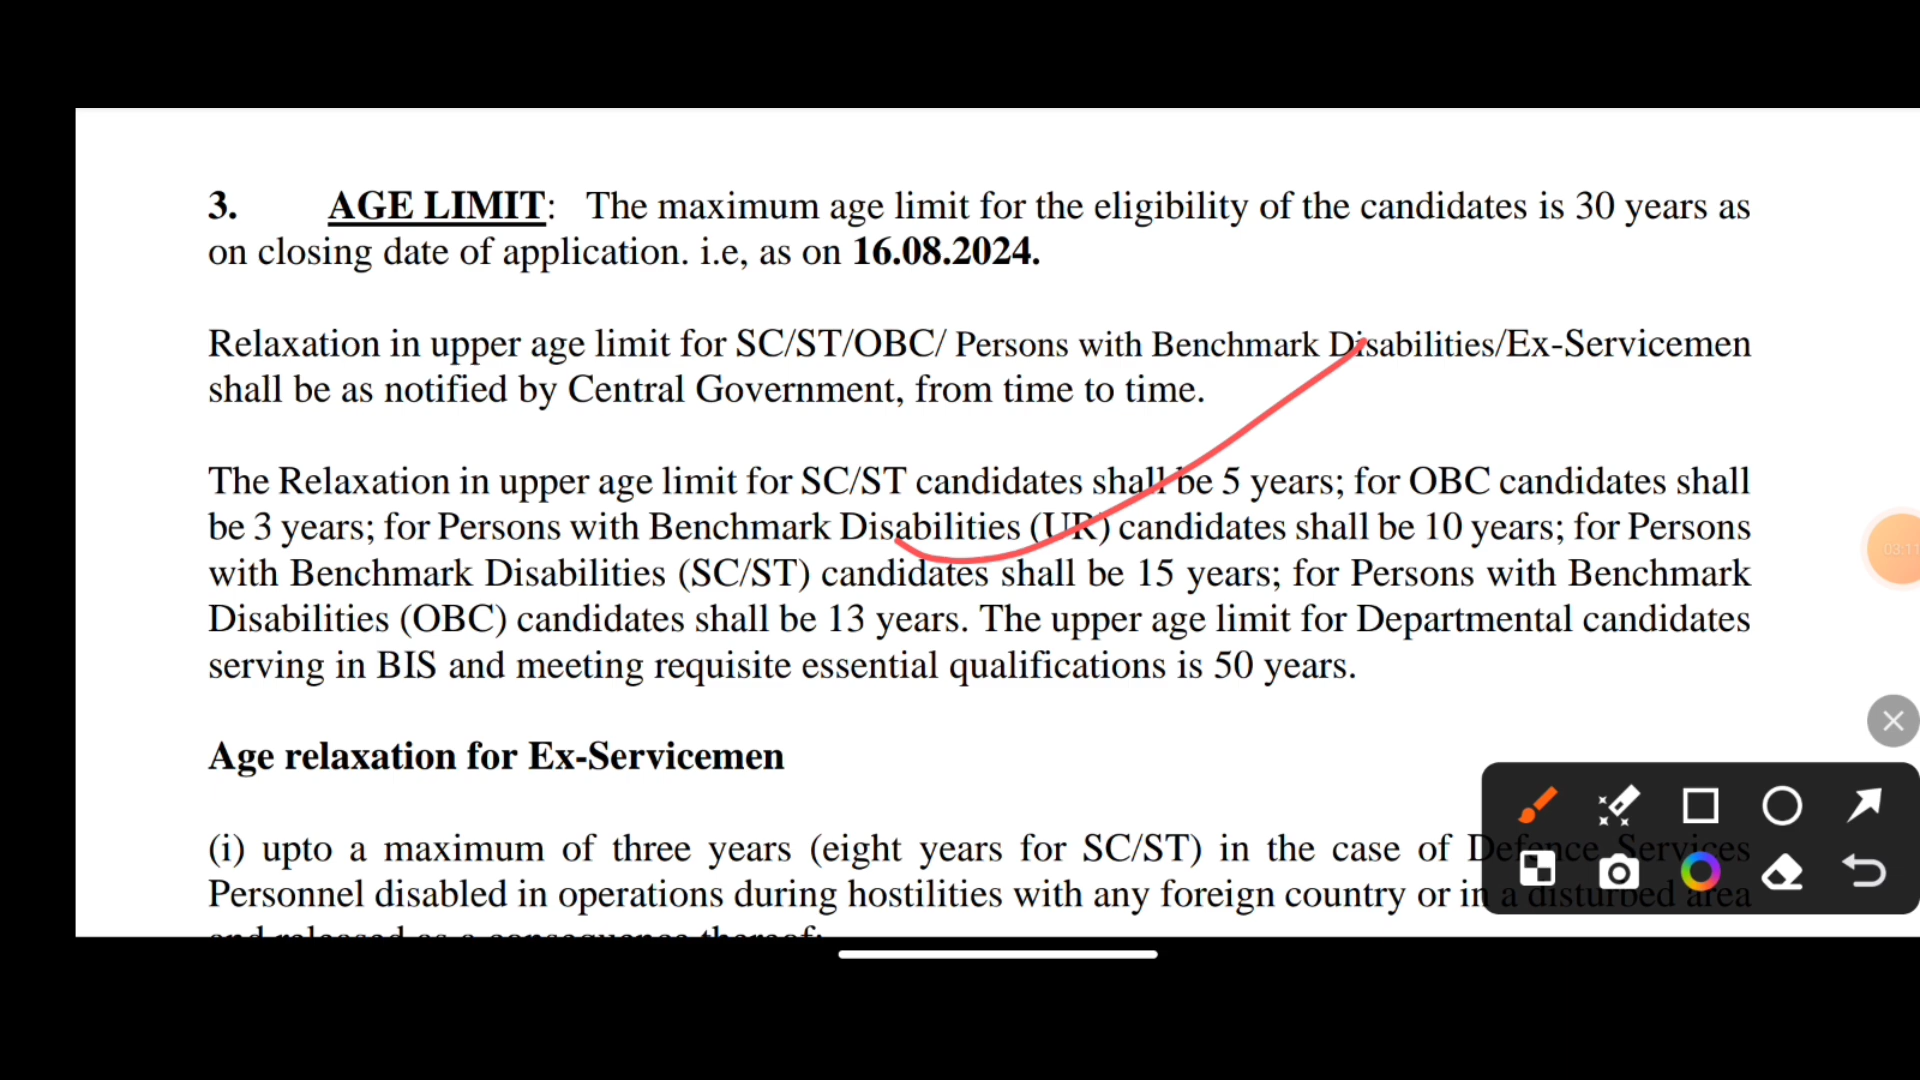 3. AGE LIMIT: The maximum age limit for the eligibility of the candidates is 30 years as
on closing date of application. i.e, as on 16.08.2024.
Relaxation in upper age limit for SC/ST/OBC/ Persons with Benchmark Disabilities/Ex-Servicemen
shall be as notified by Central Government, from time to time.
The Relaxation in upper age limit for SC/ST candidates shall be 5 years; for OBC candidates shall
be 3 years; for Persons with Benchmark Disabilities (UR) candidates shall be 10 years; for Persons
with Benchmark Disabilities (SC/ST) candidates shall be 15 years; for Persons with Benchmark
Disabilities (OBC) candidates shall be 13 years. The upper age limit for Departmental candidates
serving in BIS and meeting requisite essential qualifications is 50 years.
03:11
Age relaxation for Ex-Servicemen
(i) upto a maximum of three years (eight years for SC/ST) in the case of Defence Services
Personnel disabled in operations during hostilities with any foreign country or in a disturbed area
and released as a consequence thereof;